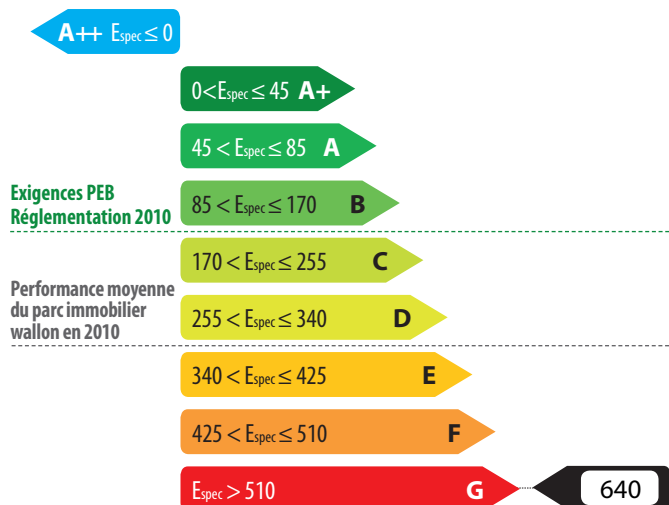 A++ Espec ≤ 0
0<Espec ≤ 45 A+
45 < Espec ≤ 85 A
Exigences PEB
Réglementation 2010
85 < Espec ≤ 170 B
170 < Espec ≤ 255 C
Performance moyenne
du parc immobilier
wallon en 2010
255 < Espec ≤ 340 D
340 < Espec ≤ 425 E
425 < Espec ≤ 510 F
Espec > 510 G 640